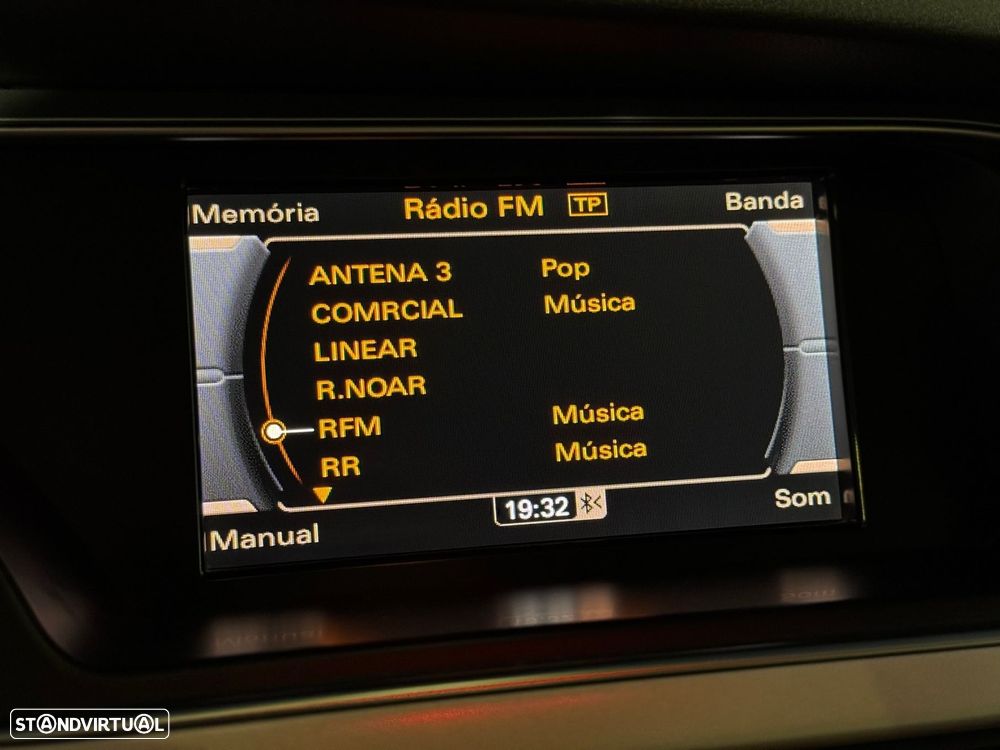 Memória Rádio FM TP Banda
ANTENA 3 Pop
COMRCIAL Música
LINEAR
R.NOAR
RFM Música
RR Música
19:32
Manual Som
STANDVIRTUAL